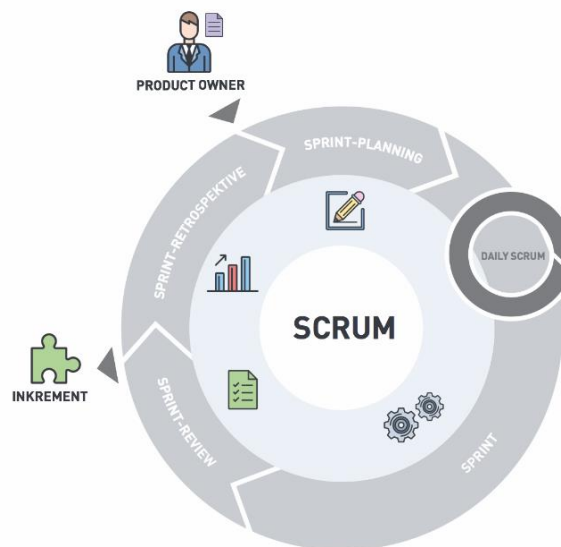 PRODUCT OWNER
SPRINT-PLANNING
SPRINT-RETROSPEKTIVE
DAILY SCRUM
SCRUM
INKREMENT
SPRINT-REVIEW
SPRINT